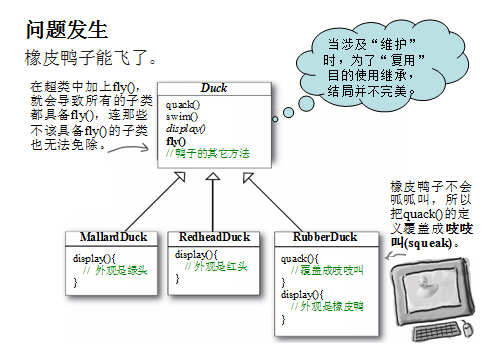 问题发生
橡皮鸭子能飞了。
在超类中加上fly(),
就会导致所有的子类
都具备fly()，连那些
不该具备fly()的子类
也无法免除。
当涉及“维护”
时，为了“复用”
目的使用继承，
结局并不完美。
Duck
quack()
swim()
display()
fly()
// 鸭子的其它方法
橡皮鸭子不会
呱呱叫，所以
把quack()的定
义覆盖成吱吱
叫(squeak)。
MallardDuck
display(){
// 外观是绿头
}
RedheadDuck
display(){
// 外观是红头
}
RubberDuck
quack(){
// 覆盖成吱吱叫
}
display(){
// 外观是橡皮鸭
}